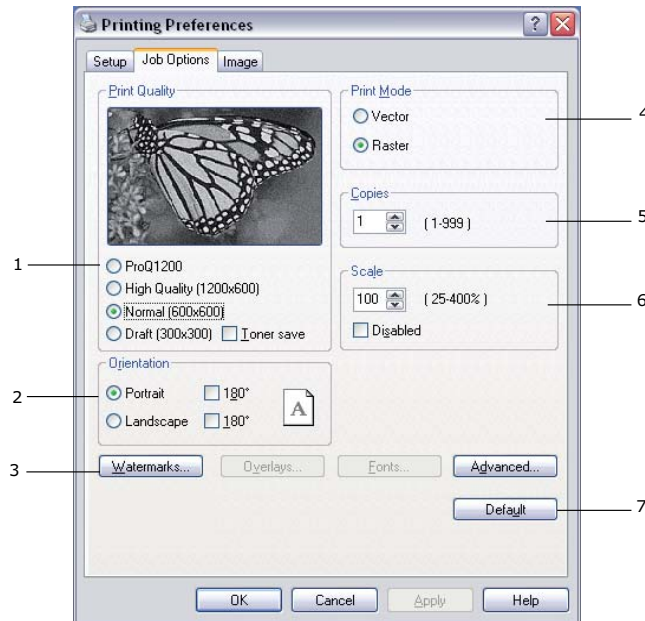 Printing Preferences
Setup
Job Options
Image
Print Quality
ProQ1200
High Quality (1200x600)
Normal (600x600)
Draft (300x300)
Toner save
Orientation
Portrait
180°
Landscape
180°
A
Print Mode
Vector
Raster
Copies
1
(1-999)
Scale
100
(25-400%)
Disabled
Watermarks...
Overlays...
Fonts...
Advanced...
Default
OK
Cancel
Apply
Help
1
2
3
4
5
6
7